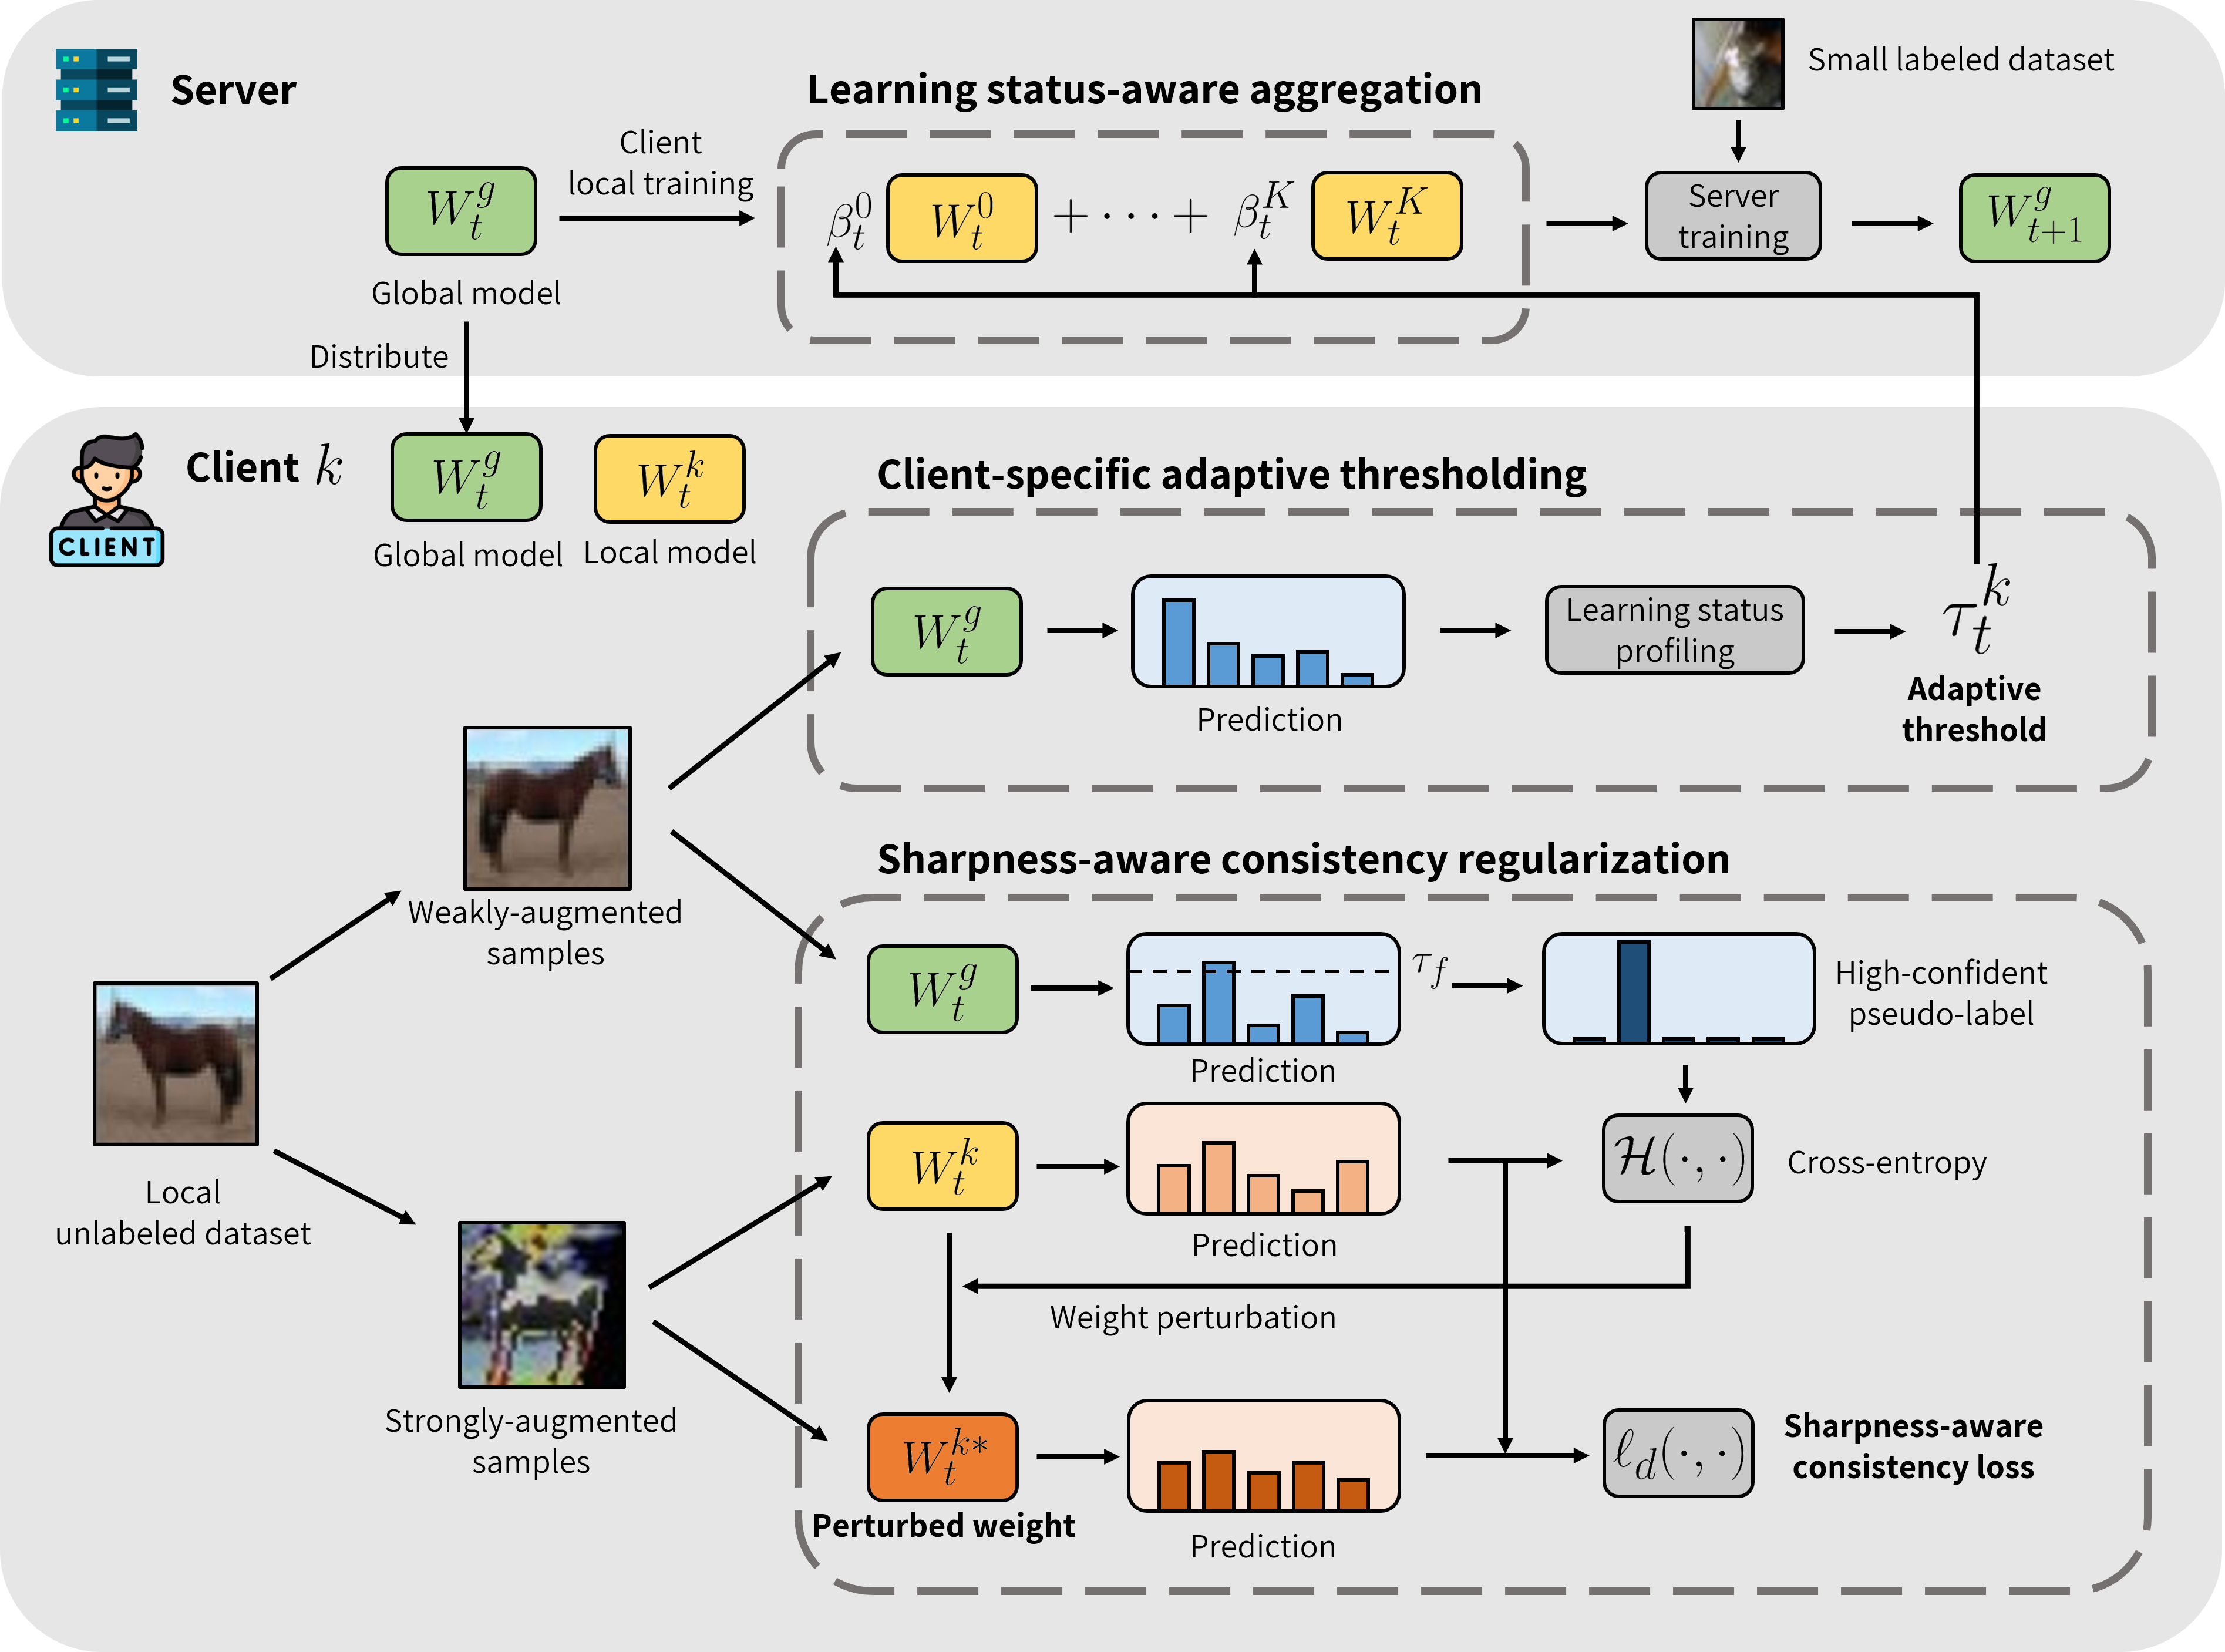 Server
Learning status-aware aggregation
Small labeled dataset
Client
local training
$W_t^g$
$\beta_t^0$ $W_t^0$ $+ \cdots +$ $\beta_t^K$ $W_t^K$
Server
training
$W_{t+1}^g$
Global model
Distribute
Client $k$
$W_t^g$
$W_t^k$
Global model
Local model
CLIENT
Client-specific adaptive thresholding
$W_t^g$
Prediction
Learning status
profiling
$\tau_t^k$
Adaptive
threshold
Weakly-augmented
samples
Local
unlabeled dataset
Strongly-augmented
samples
Sharpness-aware consistency regularization
$W_t^g$
Prediction
$\tau_f$
High-confident
pseudo-label
$W_t^k$
Prediction
$\mathcal{H}(\cdot, \cdot)$
Cross-entropy
Weight perturbation
$W_t^{k*}$
Perturbed weight
Prediction
$\ell_d(\cdot, \cdot)$
Sharpness-aware
consistency loss